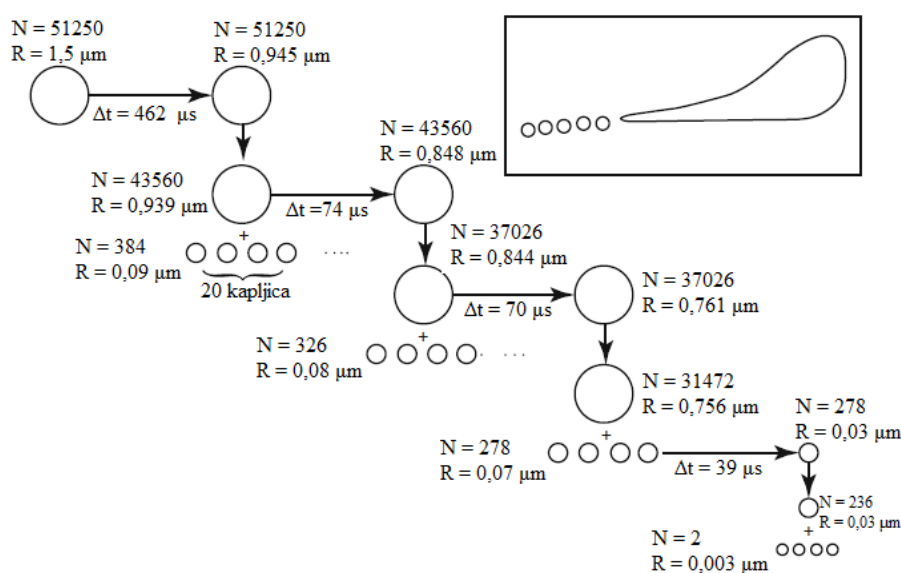 N = 51250
R = 1,5 µm
N = 51250
R = 0,945 µm
Δt = 462 µs
N = 43560
R = 0,848 µm
N = 43560
R = 0,939 µm
Δt =74 µs
+
N = 384
R = 0,09 µm
....
20 kapljica
N = 37026
R = 0,844 µm
N = 37026
R = 0,761 µm
Δt = 70 µs
+
N = 326
R = 0,08 µm
. ...
N = 31472
R = 0,756 µm
N = 278
R = 0,03 µm
+
N = 278
R = 0,07 µm
Δt = 39 µs
N = 236
R = 0,03 µm
+
N = 2
R = 0,003 µm